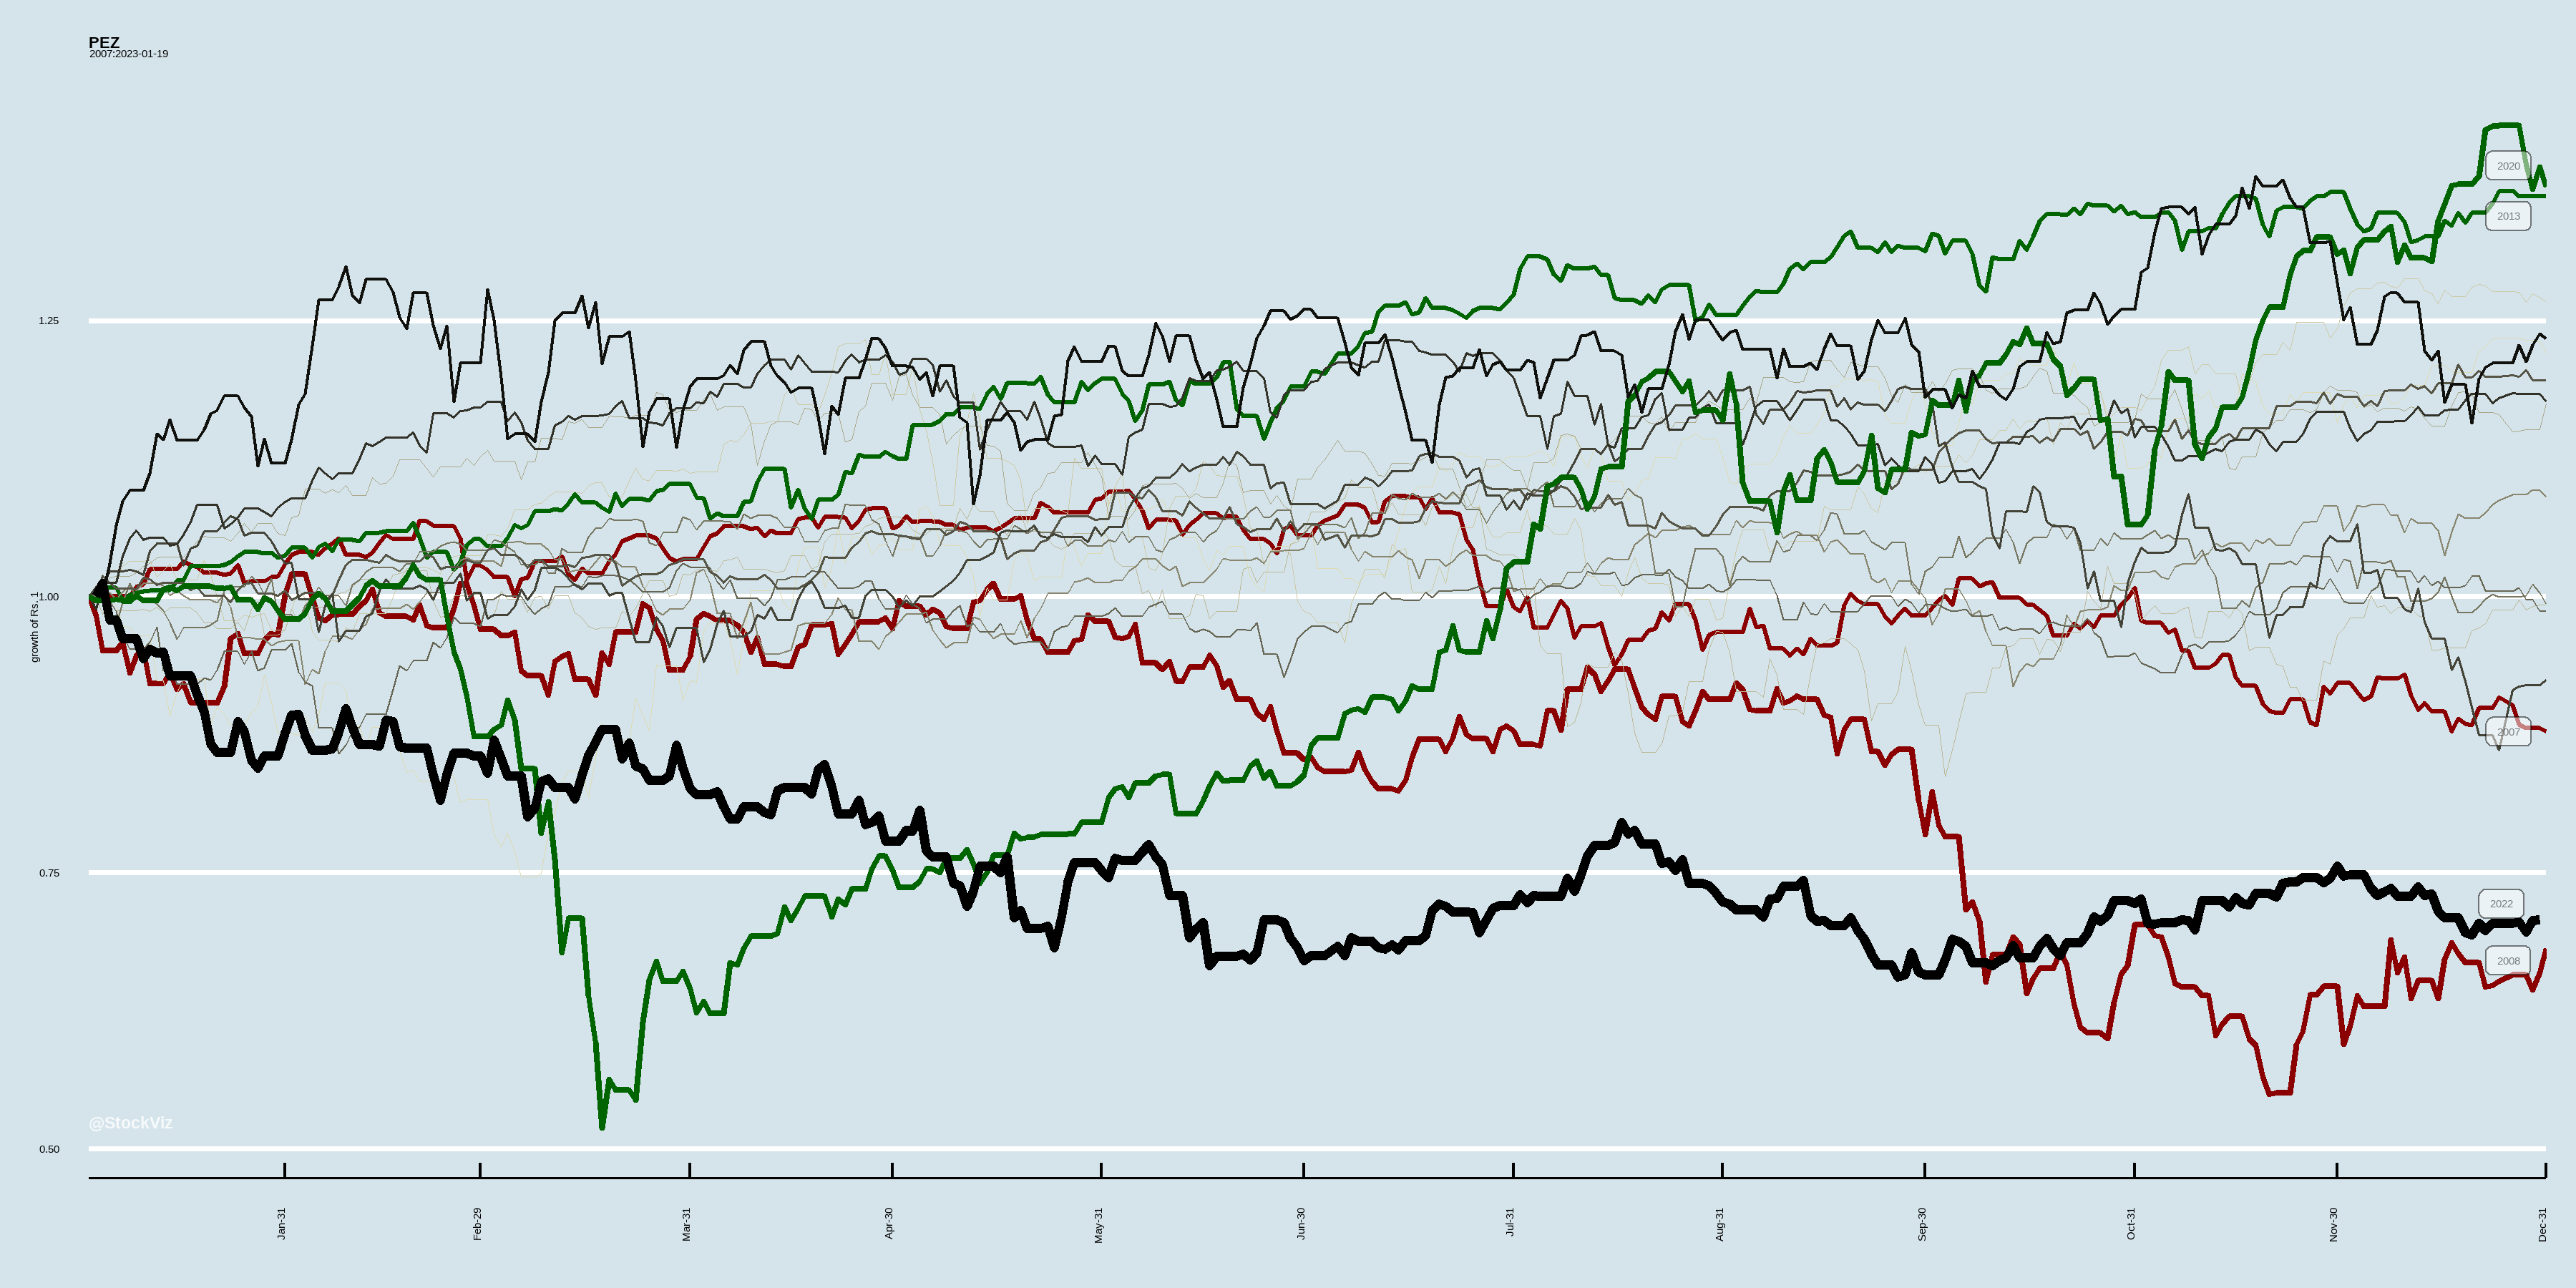 PEZ
2007:2023-01-19
2020
2013
1.25
1.00
growth of Rs. 1
2007
0.75
2022
2008
@StockViz
0.50
Jan-31
Feb-29
Mar-31
Apr-30
May-31
Jun-30
Jul-31
Aug-31
Sep-30
Oct-31
Nov-30
Dec-31